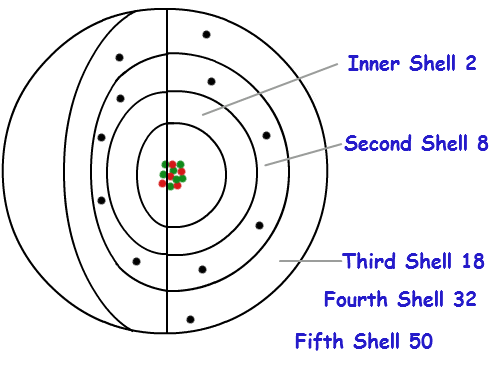 Inner Shell 2
Second Shell 8
Third Shell 18
Fourth Shell 32
Fifth Shell 50